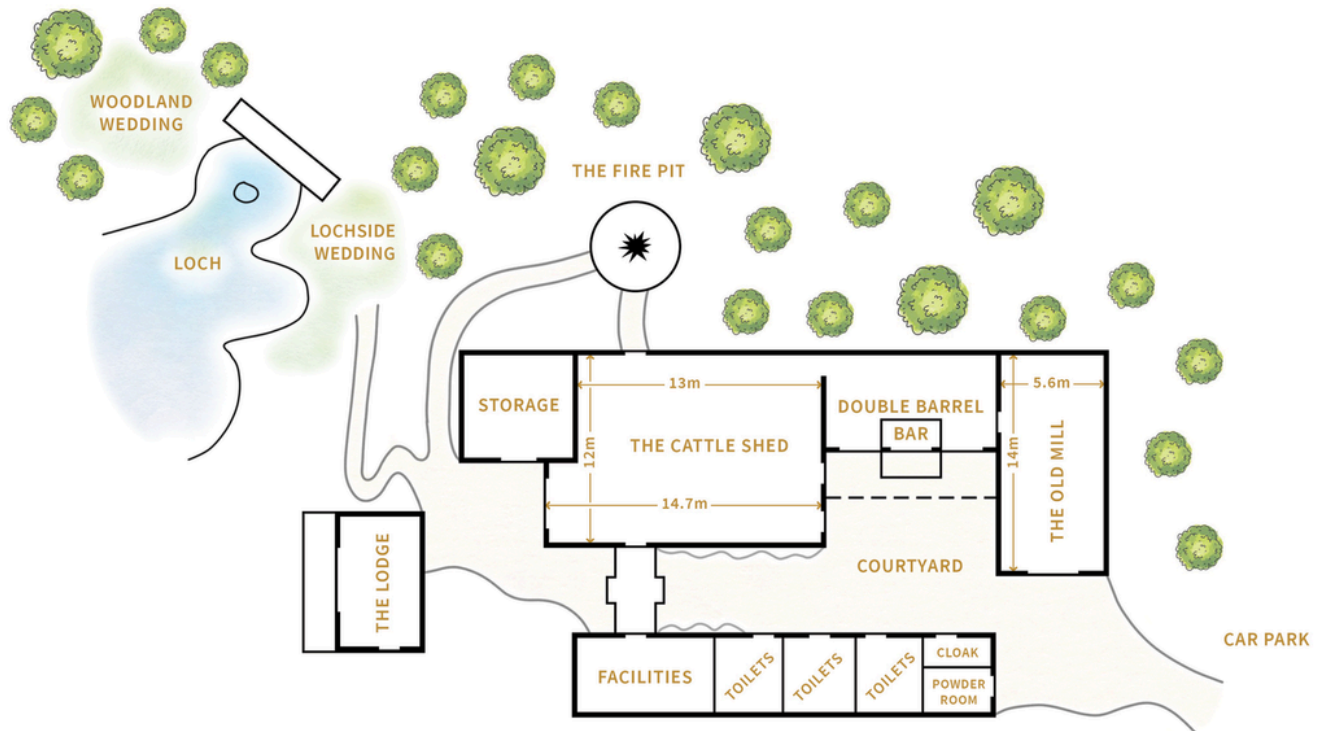 WOODLAND
WEDDING
THE FIRE PIT
LOCHSIDE
WEDDING
LOCH
13m
5.6m
STORAGE
DOUBLE BARREL
BAR
THE CATTLE SHED
12m
14m
THE OLD MILL
14.7m
THE LODGE
COURTYARD
CAR PARK
FACILITIES
TOILETS
TOILETS
TOILETS
CLOAK
POWDER
ROOM